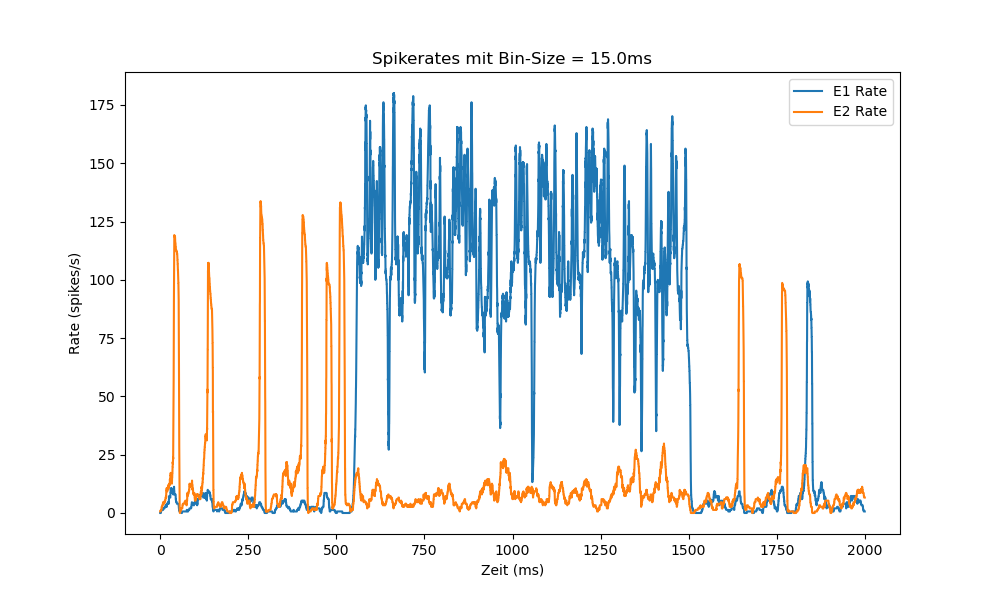 Spikerates mit Bin-Size = 15.0ms
E1 Rate
E2 Rate
175
150
125
100
75
50
25
0
Rate (spikes/s)
0 250 500 750 1000 1250 1500 1750 2000
Zeit (ms)